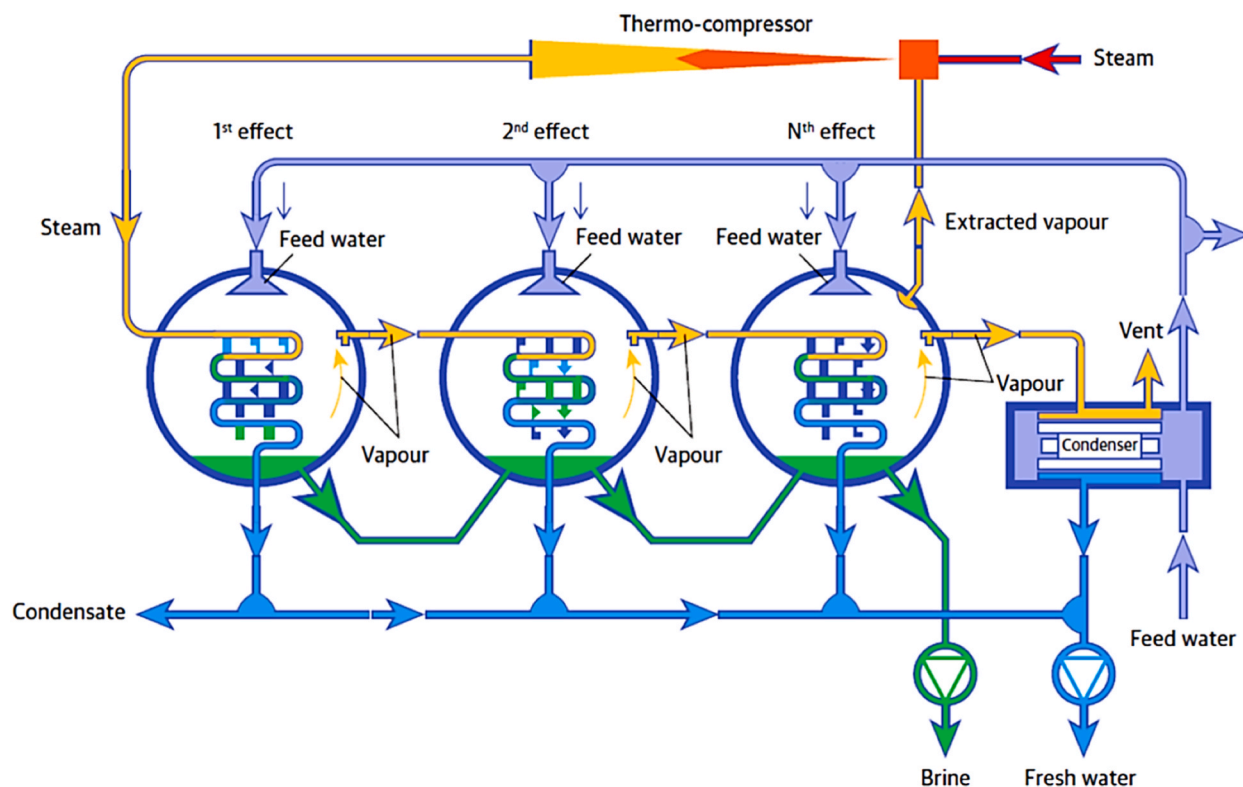 Thermo-compressor
Steam
1st effect
2nd effect
Nth effect
Steam
Feed water
Feed water
Feed water
Extracted vapour
Vapour
Vapour
Vapour
Vent
Condenser
Condensate
Feed water
Brine
Fresh water